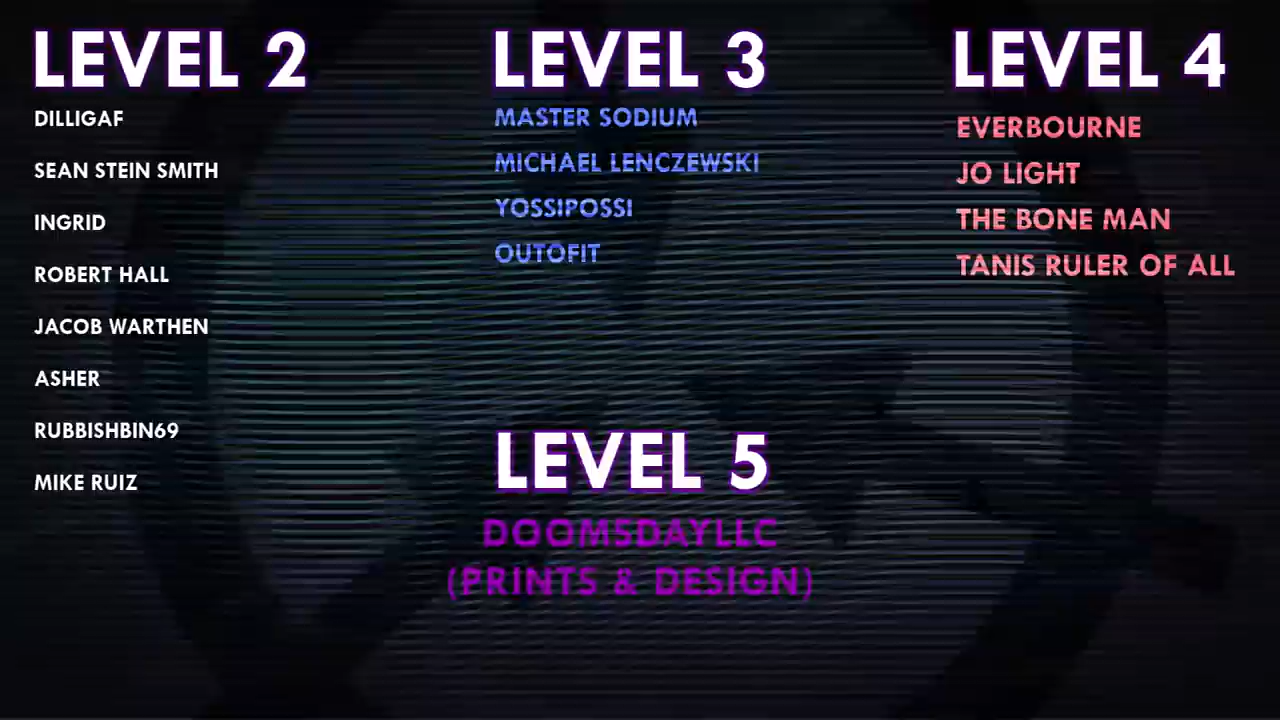 LEVEL 2
DILLIGAF
SEAN STEIN SMITH
INGRID
ROBERT HALL
JACOB WARTHEN
ASHER
RUBBISHBIN69
MIKE RUIZ
LEVEL 3
MASTER SODIUM
MICHAEL LENCZEWSKI
YOSSIPOSSI
OUTOFIT
LEVEL 4
EVERBOURNE
JO LIGHT
THE BONE MAN
TANIS RULER OF ALL
LEVEL 5
DOOMSDAYLLC
(PRINTS & DESIGN)